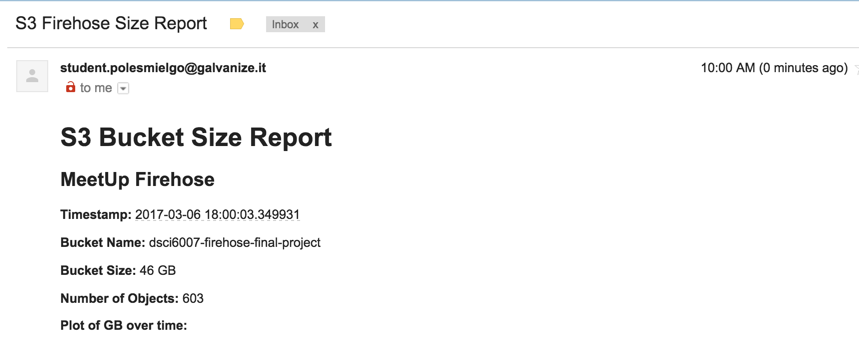 S3 Firehose Size Report Inbox x
student.polesmielgo@galvanize.it 10:00 AM (0 minutes ago)
to me
S3 Bucket Size Report
MeetUp Firehose
Timestamp: 2017-03-06 18:00:03.349931
Bucket Name: dsci6007-firehose-final-project
Bucket Size: 46 GB
Number of Objects: 603
Plot of GB over time: